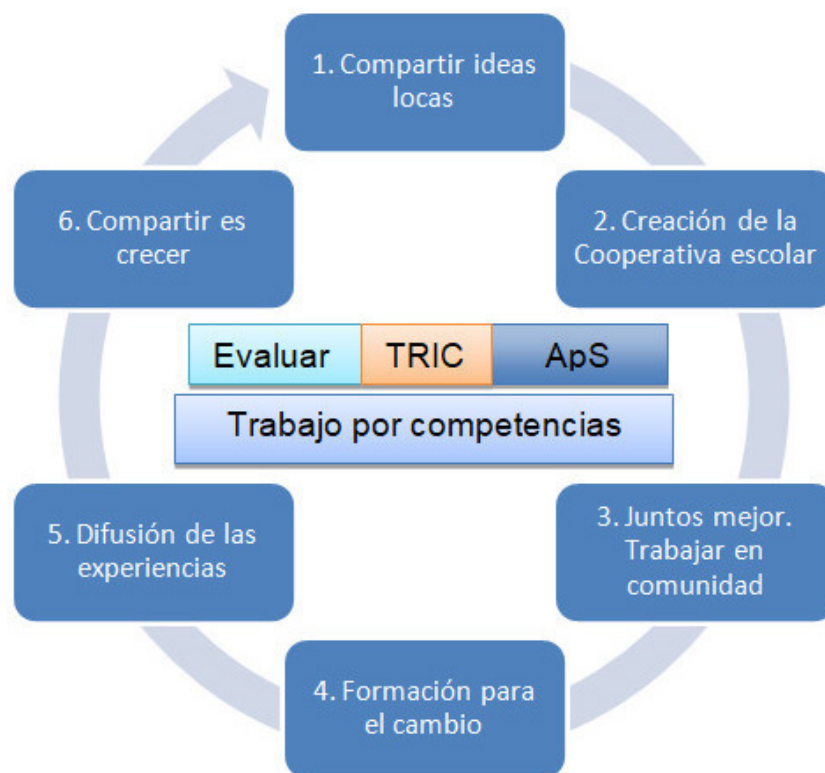 1. Compartir ideas
locas
2. Creación de la
Cooperativa escolar
3. Juntos mejor.
Trabajar en
comunidad
4. Formación para
el cambio
5. Difusión de las
experiencias
6. Compartir es
crecer
Evaluar
TRIC
ApS
Trabajo por competencias